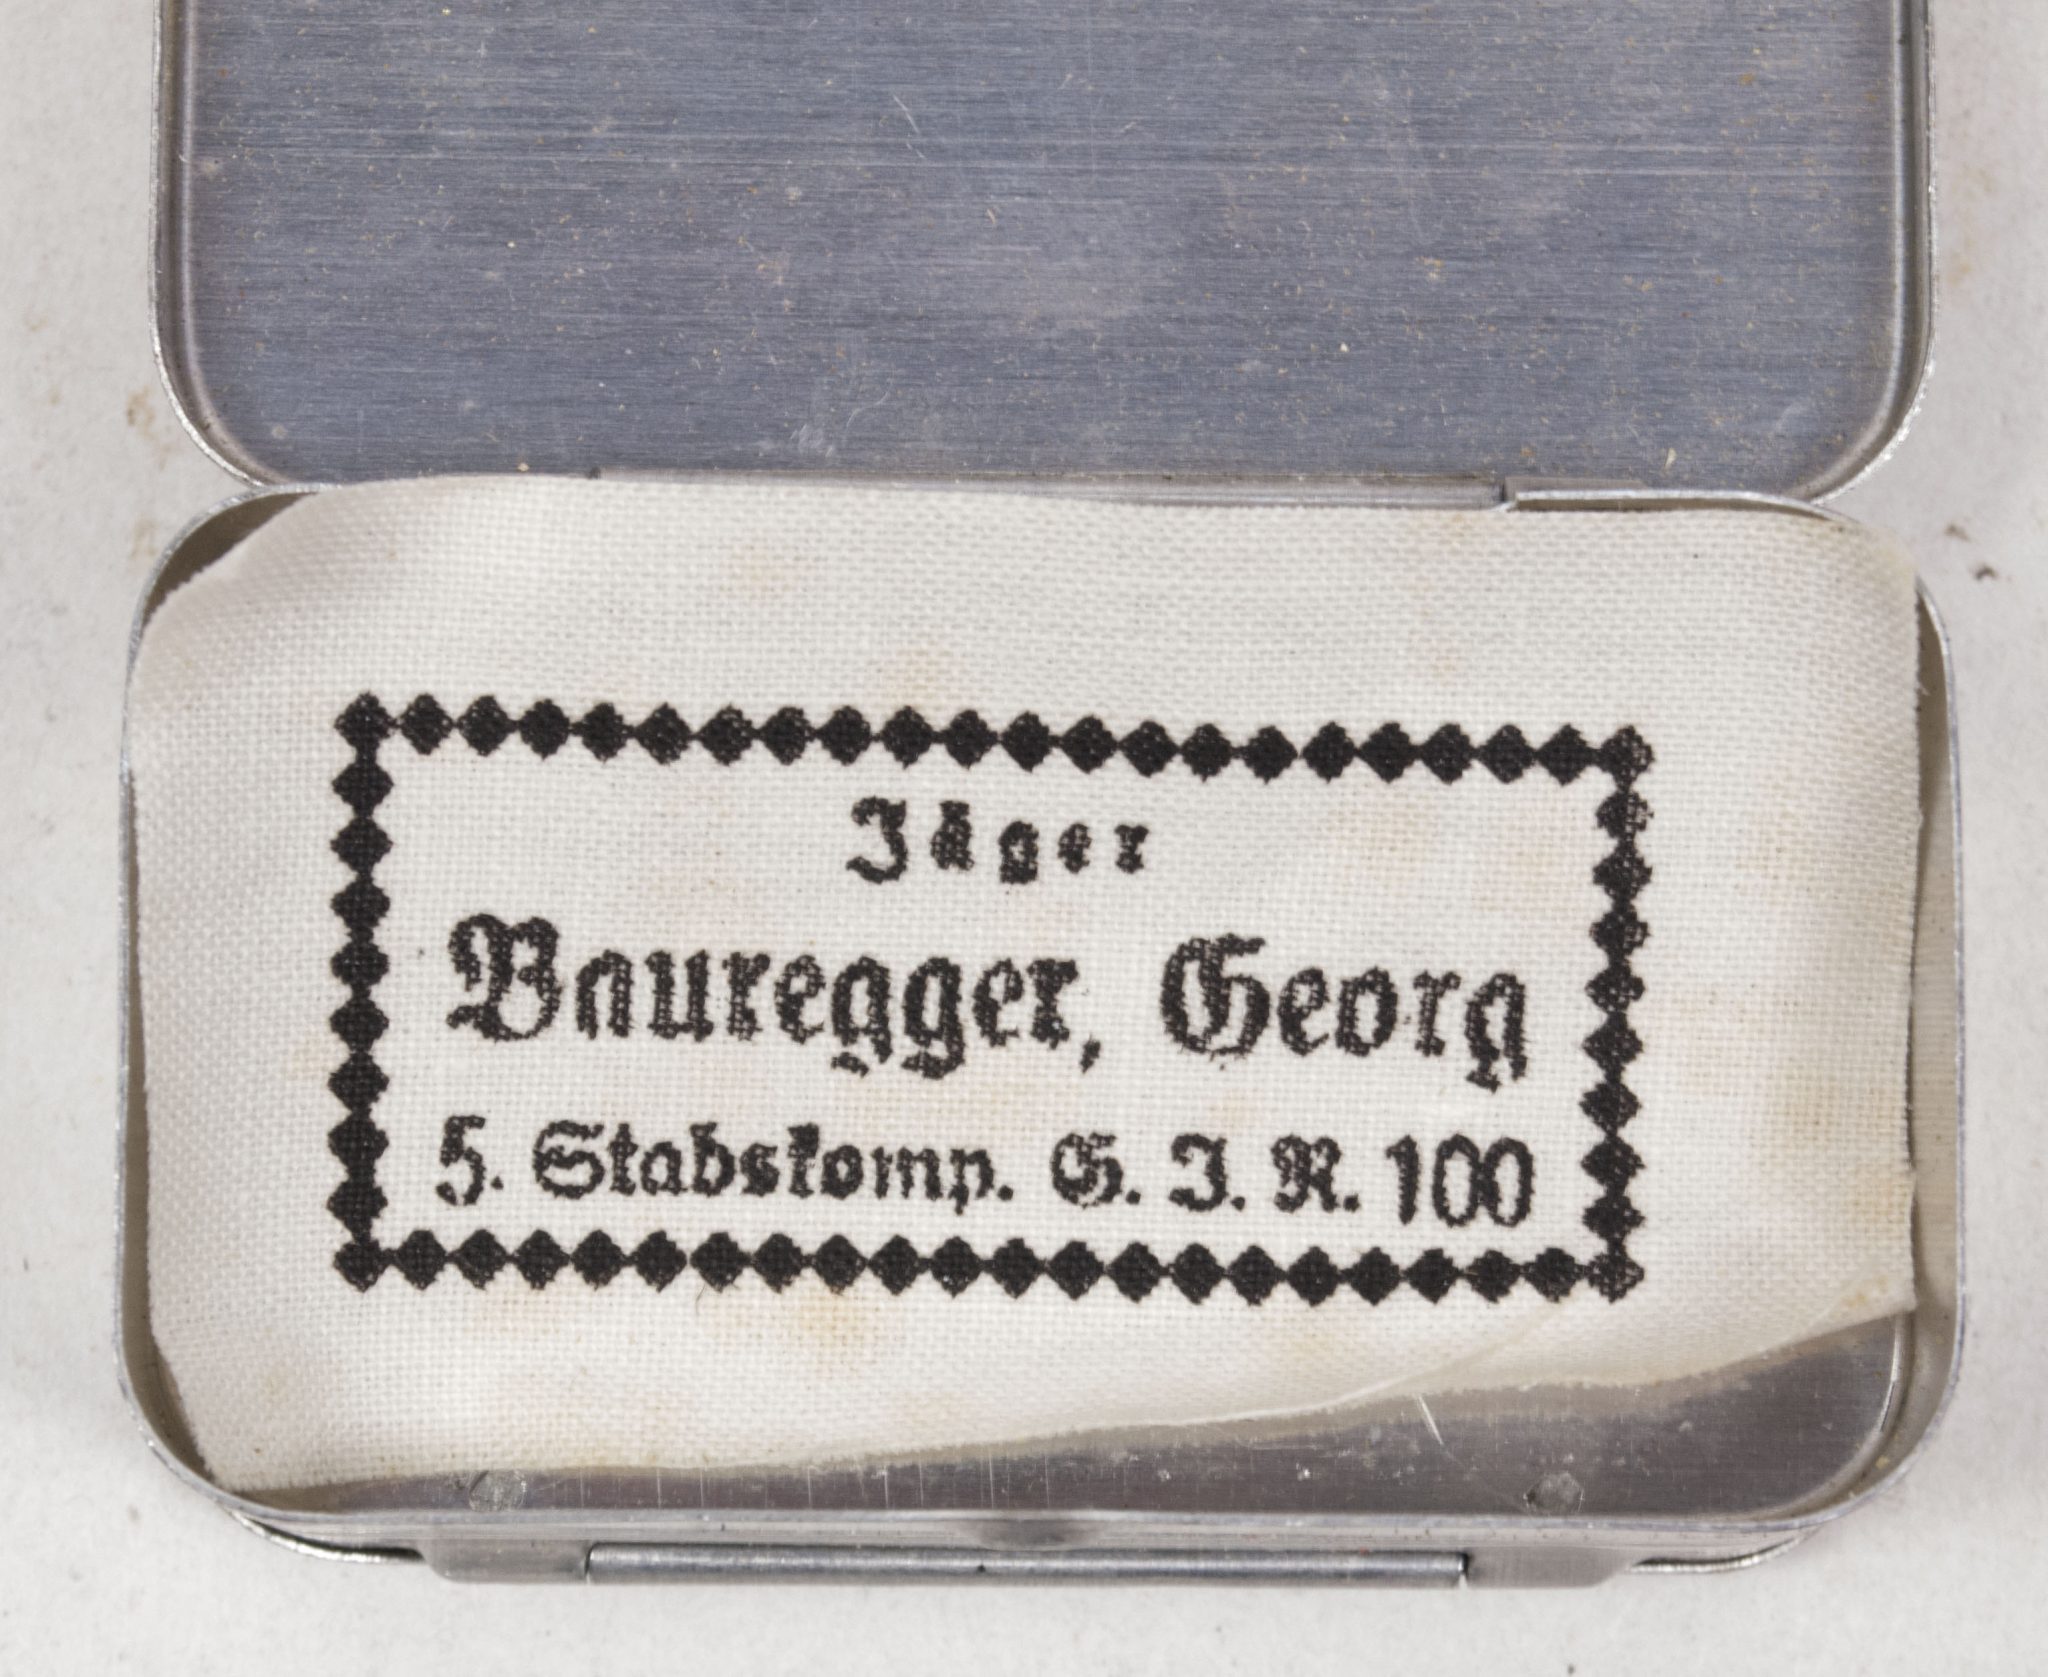 Jäger
Bauregger, Georg
5. Stabskomp. G. J. R. 100